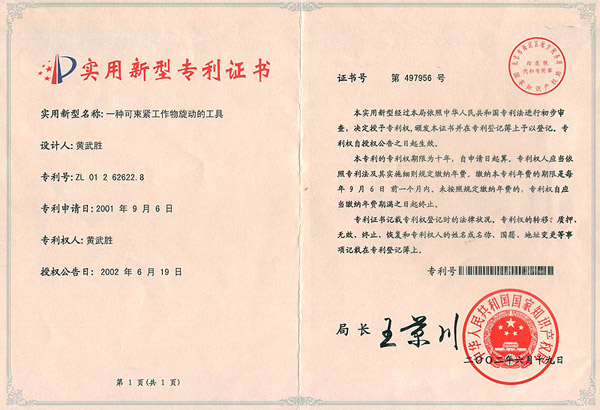 实用新型专利证书
实用新型名称:一种可束紧工作物旋动的工具
设计人:黄武胜
专利号:ZL 01 2 62622.8
专利申请日:2001 年 9 月 6 日
专利权人:黄武胜
授权公告日:2002 年 6 月 19 日
第 1 页(共 1 页)
国家知识产权局
印花税
代扣专用章
证书号 第 497956 号
本实用新型经过本局依照中华人民共和国专利法进行初步审
查,决定授予专利权,颁发本证书并在专利登记簿上予以登记。专
利权自授权公告之日起生效。
本专利的专利权期限为十年,自申请日起算。专利权人应当依
照专利法及其实施细则规定缴纳年费。缴纳本专利年费的期限是每
年 9 月 6 日 前一个月内。未按照规定缴纳年费的,专利权自应
当缴纳年费期满之日起终止。
专利证书记载专利权登记时的法律状况。专利权的转移、质押、
无效、终止、恢复和专利权人的姓名或名称、国籍、地址变更等事
项记载在专利登记簿上。
专利号
局长 王景川
中华人民共和国国家知识产权局
二○○二年六月十九日